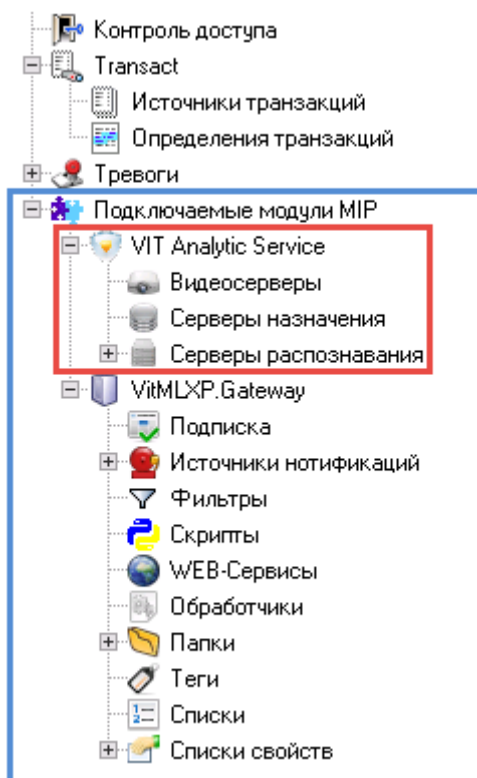 Контроль доступа
Transact
Источники транзакций
Определения транзакций
Тревоги
Подключаемые модули MIP
VIT Analytic Service
Видеосерверы
Серверы назначения
Серверы распознавания
VitMLXP.Gateway
Подписка
Источники нотификаций
Фильтры
Скрипты
WEB-Сервисы
Обработчики
Папки
Теги
Списки
Списки свойств